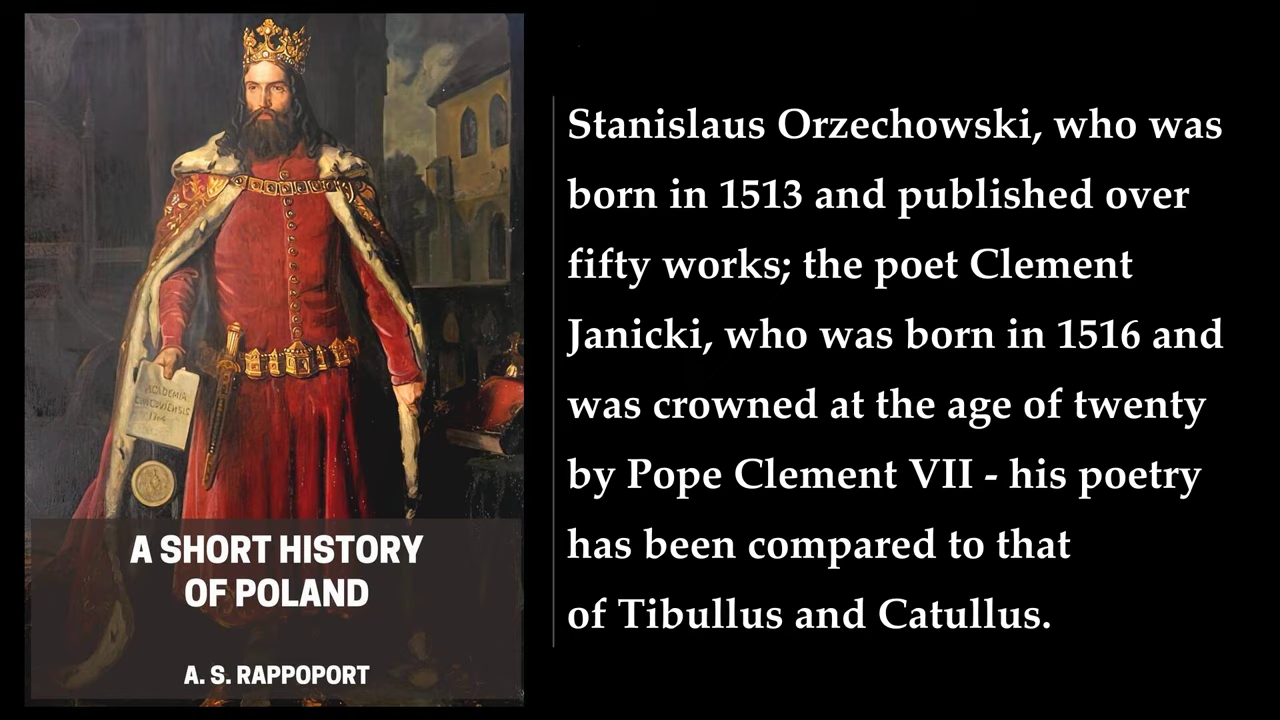 ACADEMIA
A SHORT HISTORY
OF POLAND
A. S. RAPPOPORT
Stanislaus Orzechowski, who was
born in 1513 and published over
fifty works; the poet Clement
Janicki, who was born in 1516 and
was crowned at the age of twenty
by Pope Clement VII - his poetry
has been compared to that
of Tibullus and Catullus.